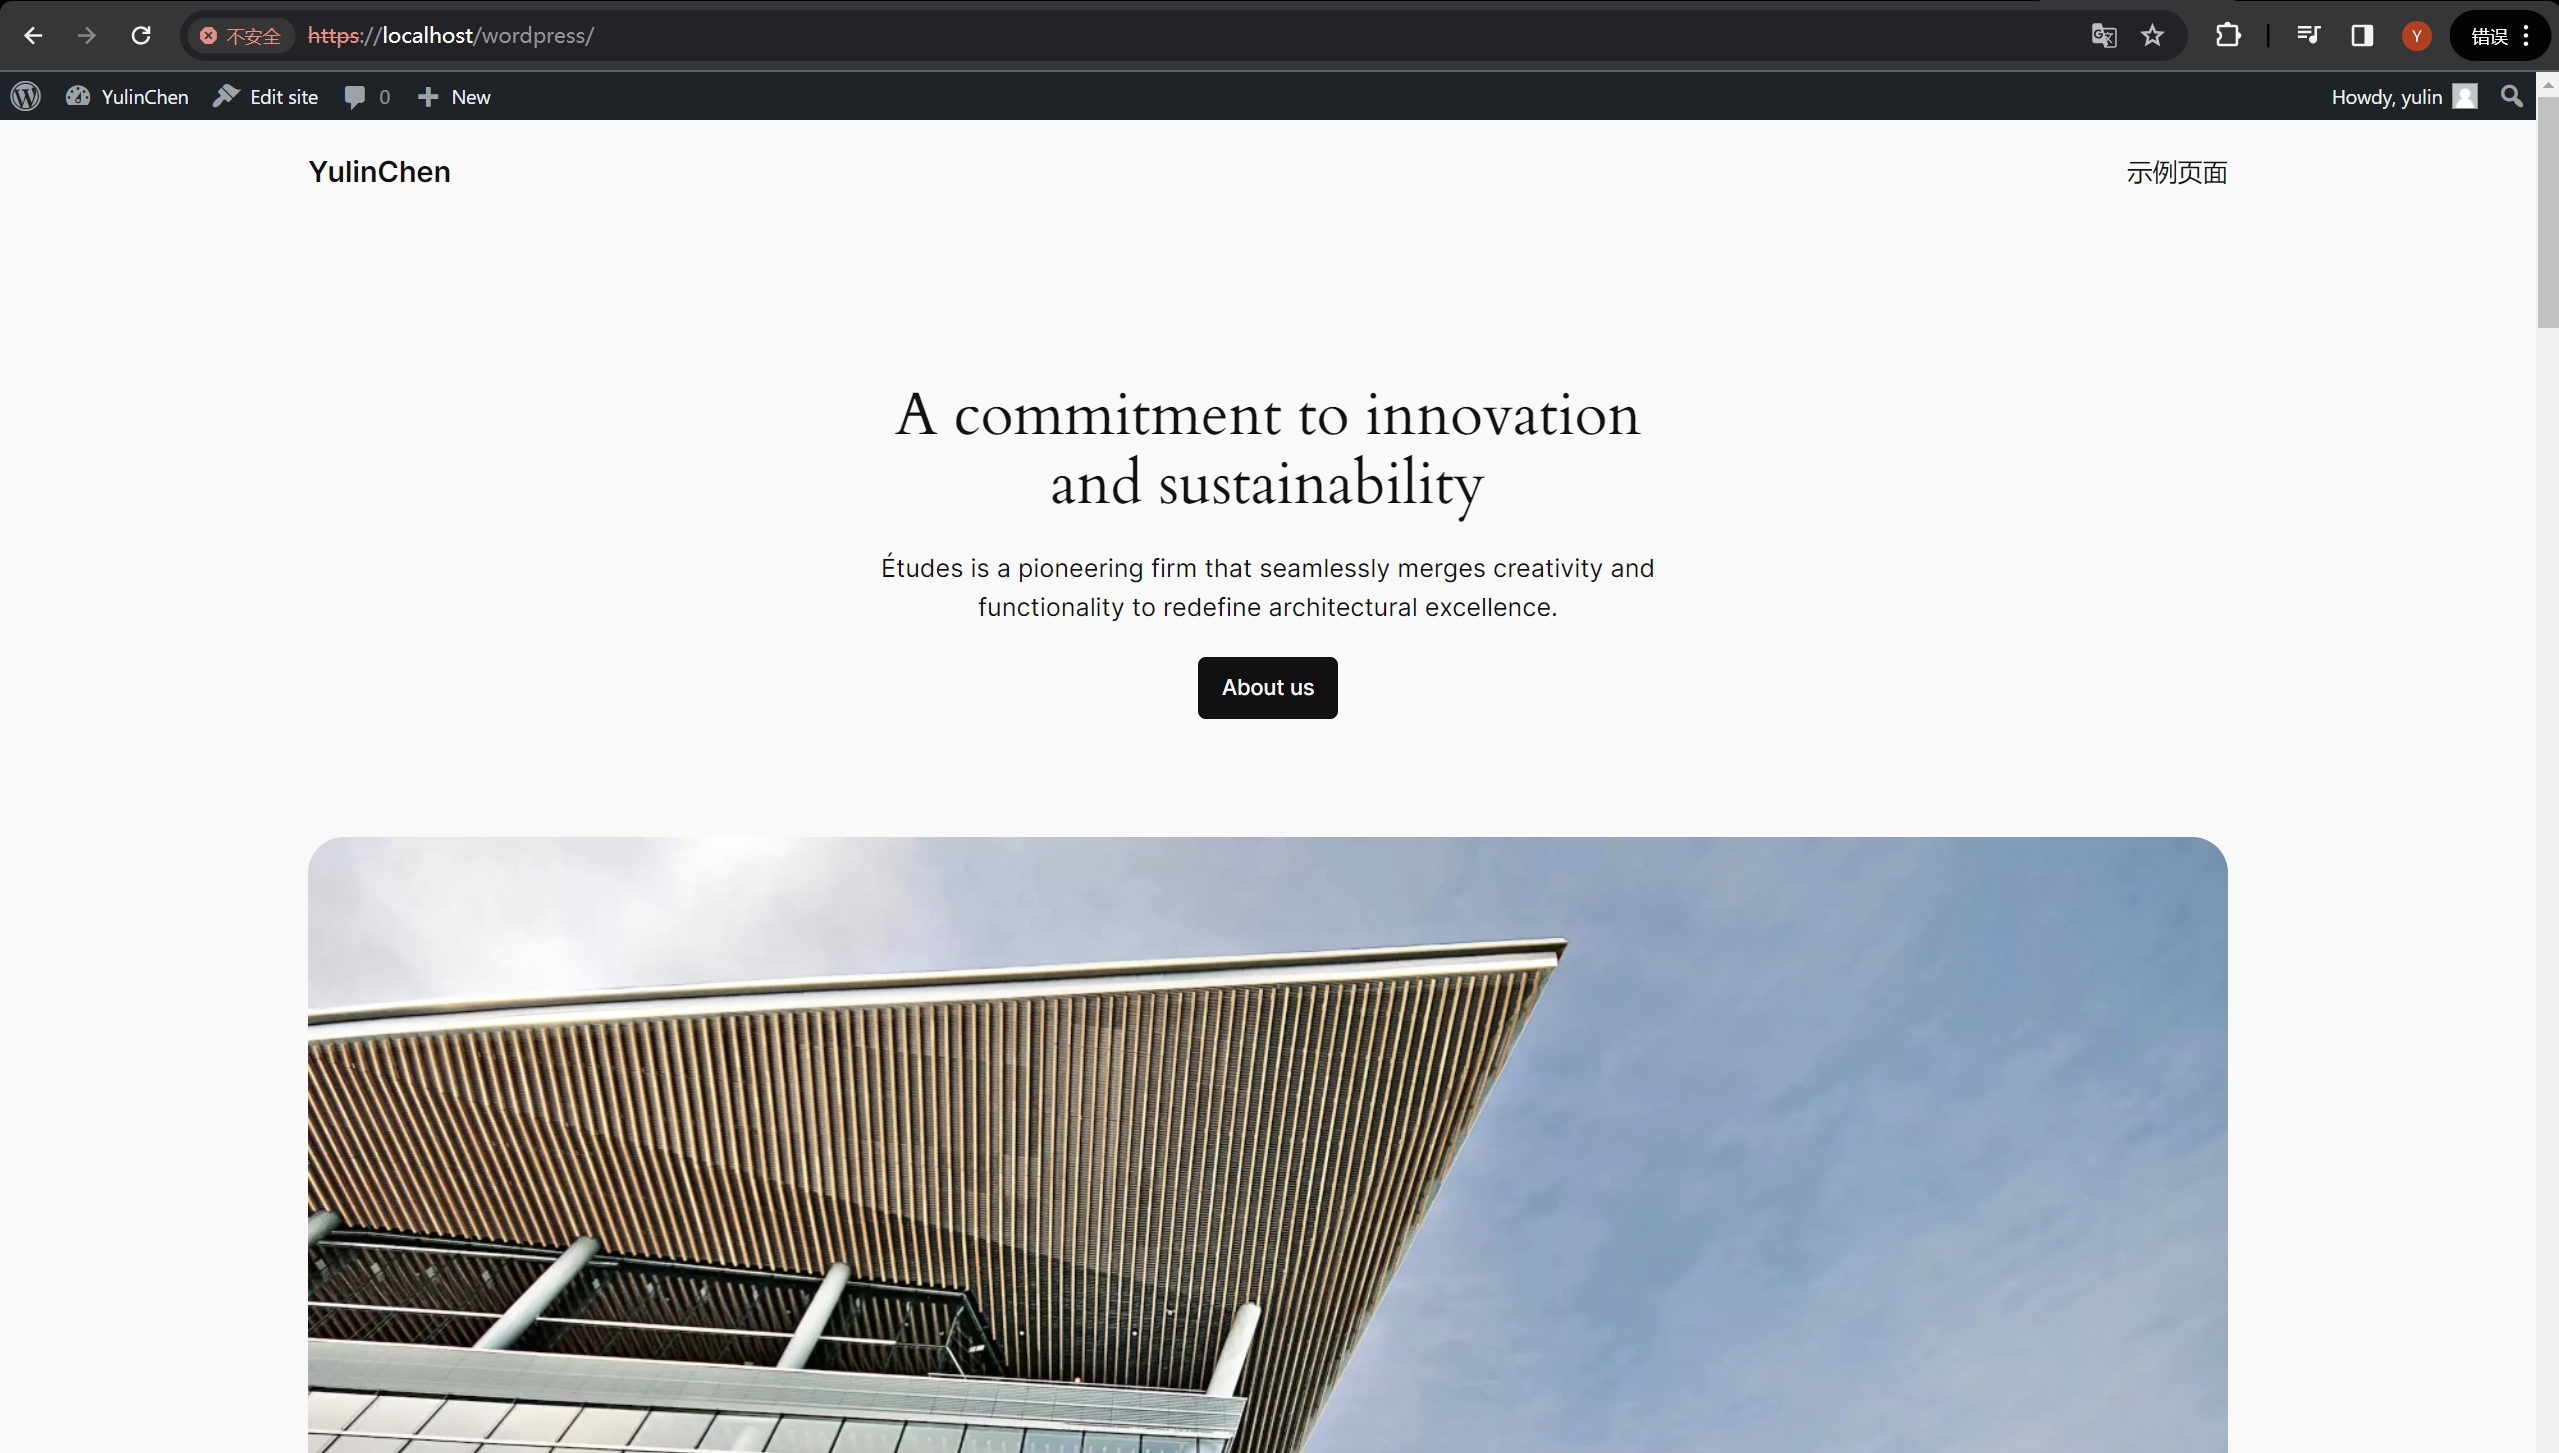 不安全 https://localhost/wordpress/ Y 错误
YulinChen Edit site 0 New Howdy, yulin
YulinChen 示例页面
A commitment to innovation
and sustainability
Études is a pioneering firm that seamlessly merges creativity and
functionality to redefine architectural excellence.
About us